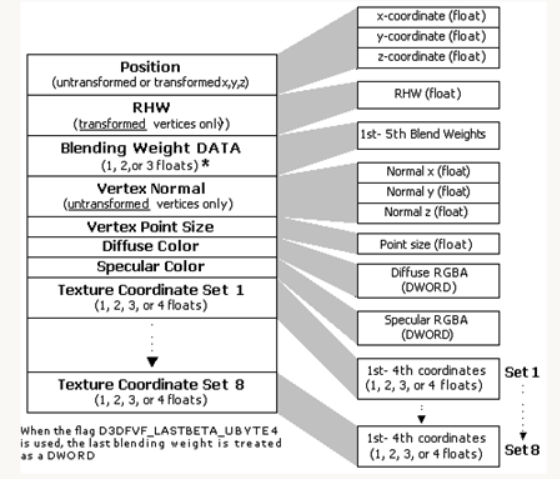 Position
(untransformed or transformed x,y,z)
RHW
(transformed vertices only)
Blending Weight DATA
(1, 2, or 3 floats) *
Vertex Normal
(untransformed vertices only)
Vertex Point Size
Diffuse Color
Specular Color
Texture Coordinate Set 1
(1, 2, 3, or 4 floats)
Texture Coordinate Set 8
(1, 2, 3, or 4 floats)
When the flag D3DFVF_LASTBETA_UBYTE4
is used, the last blending weight is treated
as a DWORD
x-coordinate (float)
y-coordinate (float)
z-coordinate (float)
RHW (float)
1st- 5th Blend Weights
Normal x (float)
Normal y (float)
Normal z (float)
Point size (float)
Diffuse RGBA
(DWORD)
Specular RGBA
(DWORD)
1st- 4th coordinates
(1, 2, 3, or 4 floats)
Set 1
1st- 4th coordinates
(1, 2, 3, or 4 floats)
Set 8